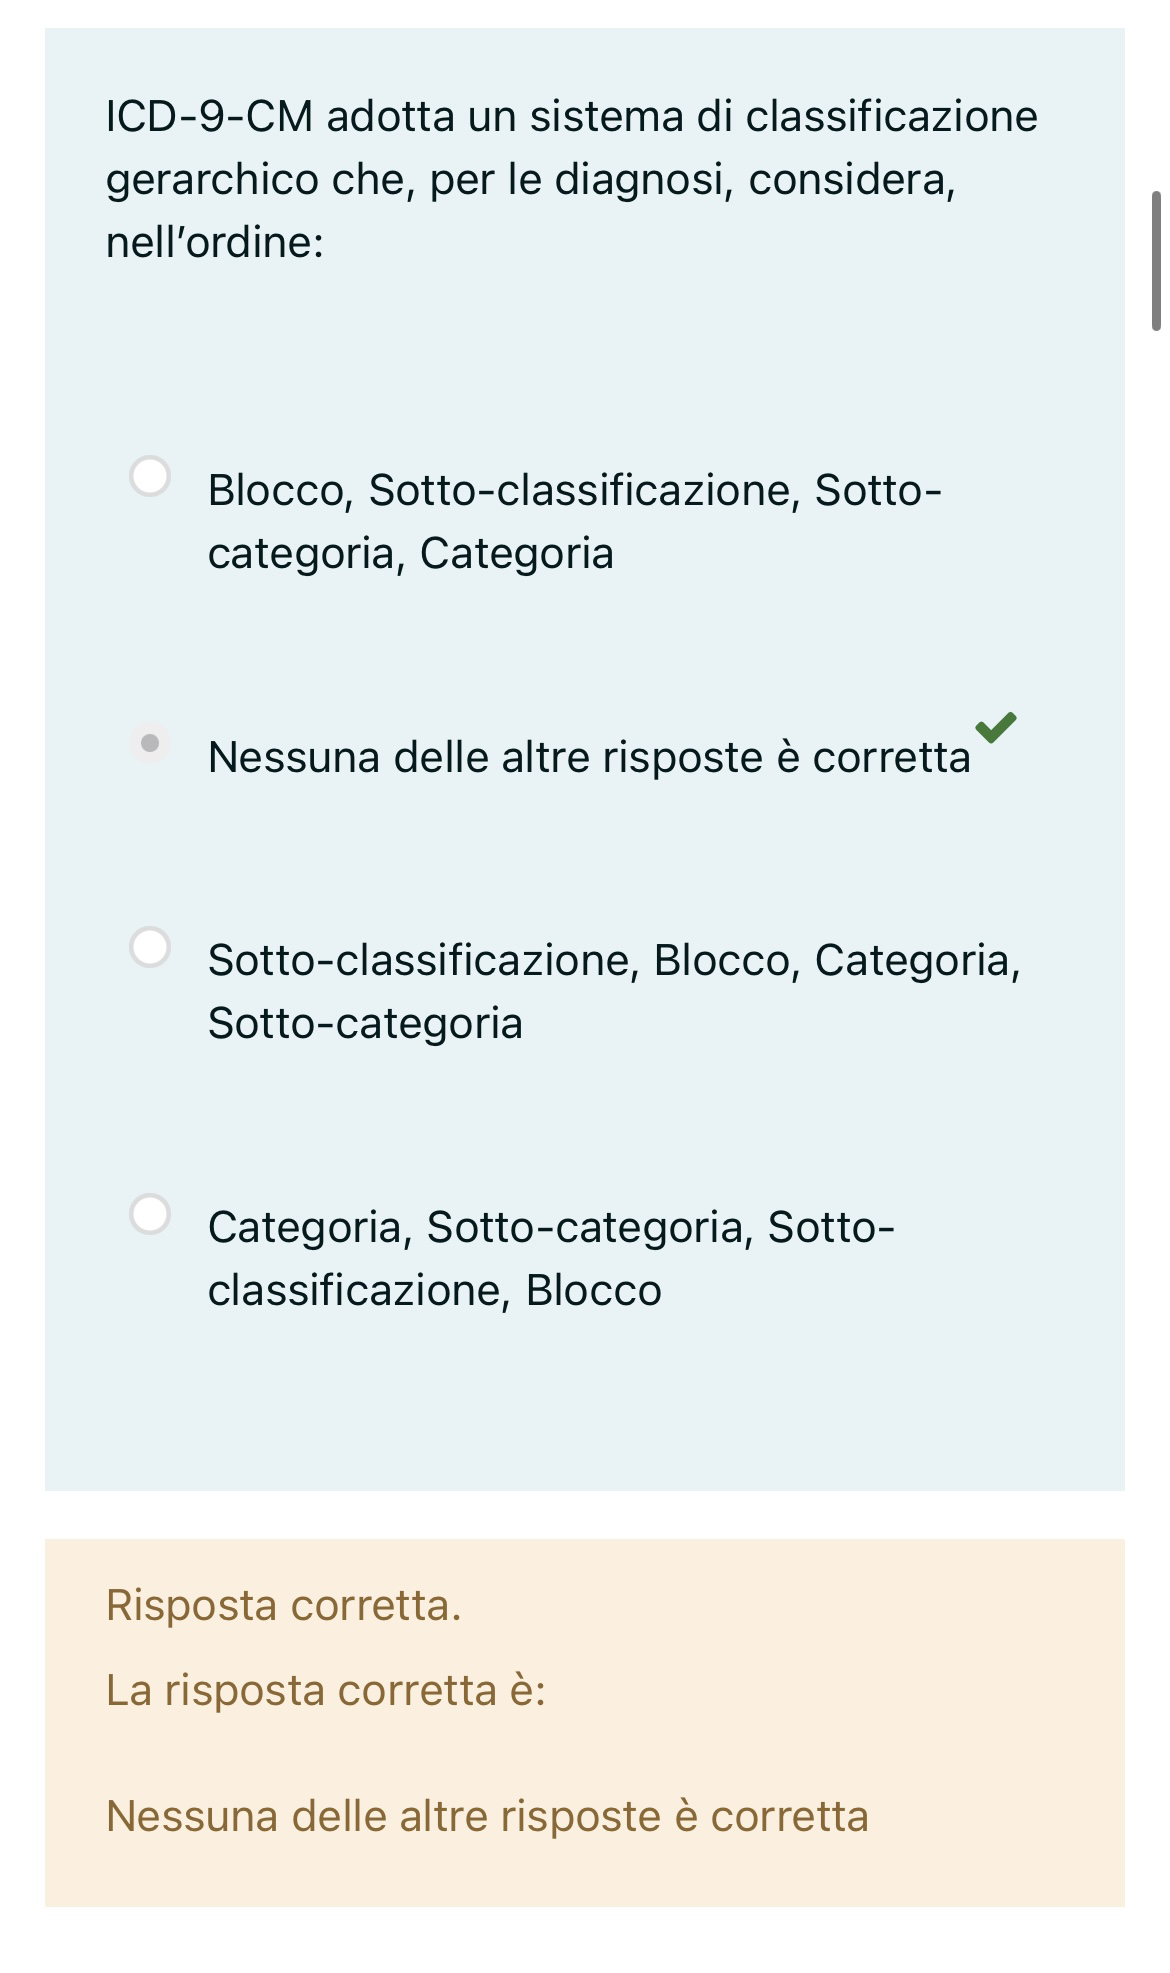 ICD-9-CM adotta un sistema di classificazione
gerarchico che, per le diagnosi, considera,
nell’ordine:
Blocco, Sotto-classificazione, Sotto-
categoria, Categoria
Nessuna delle altre risposte è corretta
Sotto-classificazione, Blocco, Categoria,
Sotto-categoria
Categoria, Sotto-categoria, Sotto-
classificazione, Blocco
Risposta corretta.
La risposta corretta è:
Nessuna delle altre risposte è corretta